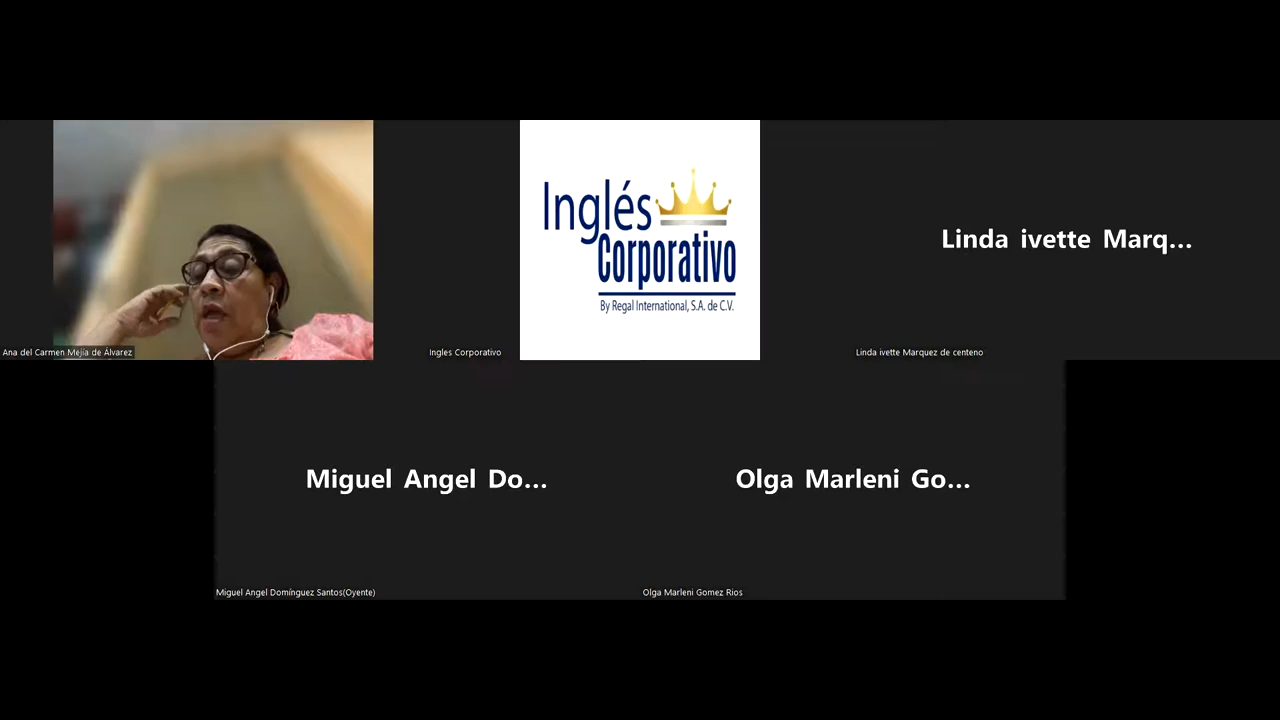 Inglés
Corporativo
By Regal International, S.A. de C.V.
Linda ivette Marq...
Ana del Carmen Mejía de Álvarez
Ingles Corporativo
Linda ivette Marquez de centeno
Miguel Angel Do...
Olga Marleni Go...
Miguel Angel Domínguez Santos(Oyente)
Olga Marleni Gomez Rios